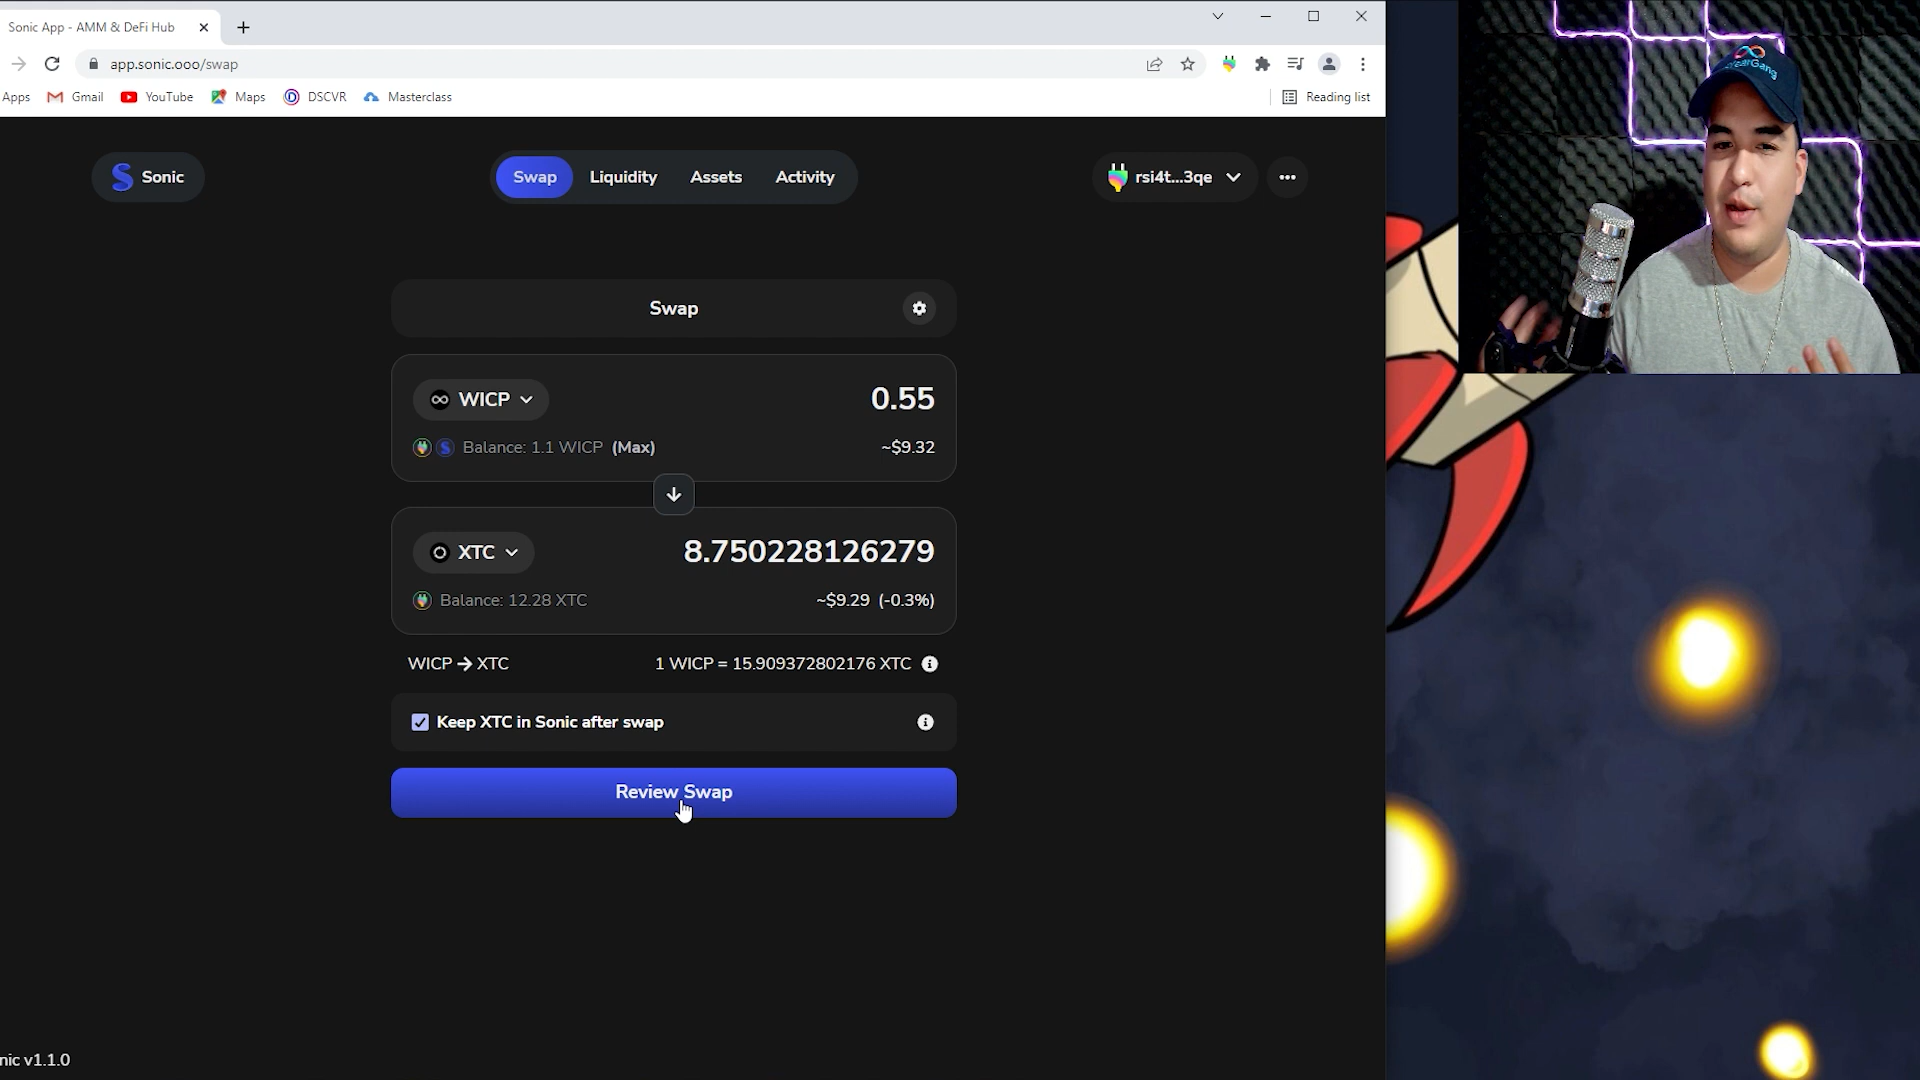 Sonic App - AMM & DeFi Hub
app.sonic.ooo/swap
Apps
Gmail
YouTube
Maps
DSCVR
Masterclass
Reading list
Sonic
Swap
Liquidity
Assets
Activity
rsi4t...3qe
Swap
WICP
0.55
Balance: 1.1 WICP (Max)
~$9.32
XTC
8.750228126279
Balance: 12.28 XTC
~$9.29 (-0.3%)
WICP → XTC
1 WICP = 15.909372802176 XTC
Keep XTC in Sonic after swap
Review Swap
nic v1.1.0